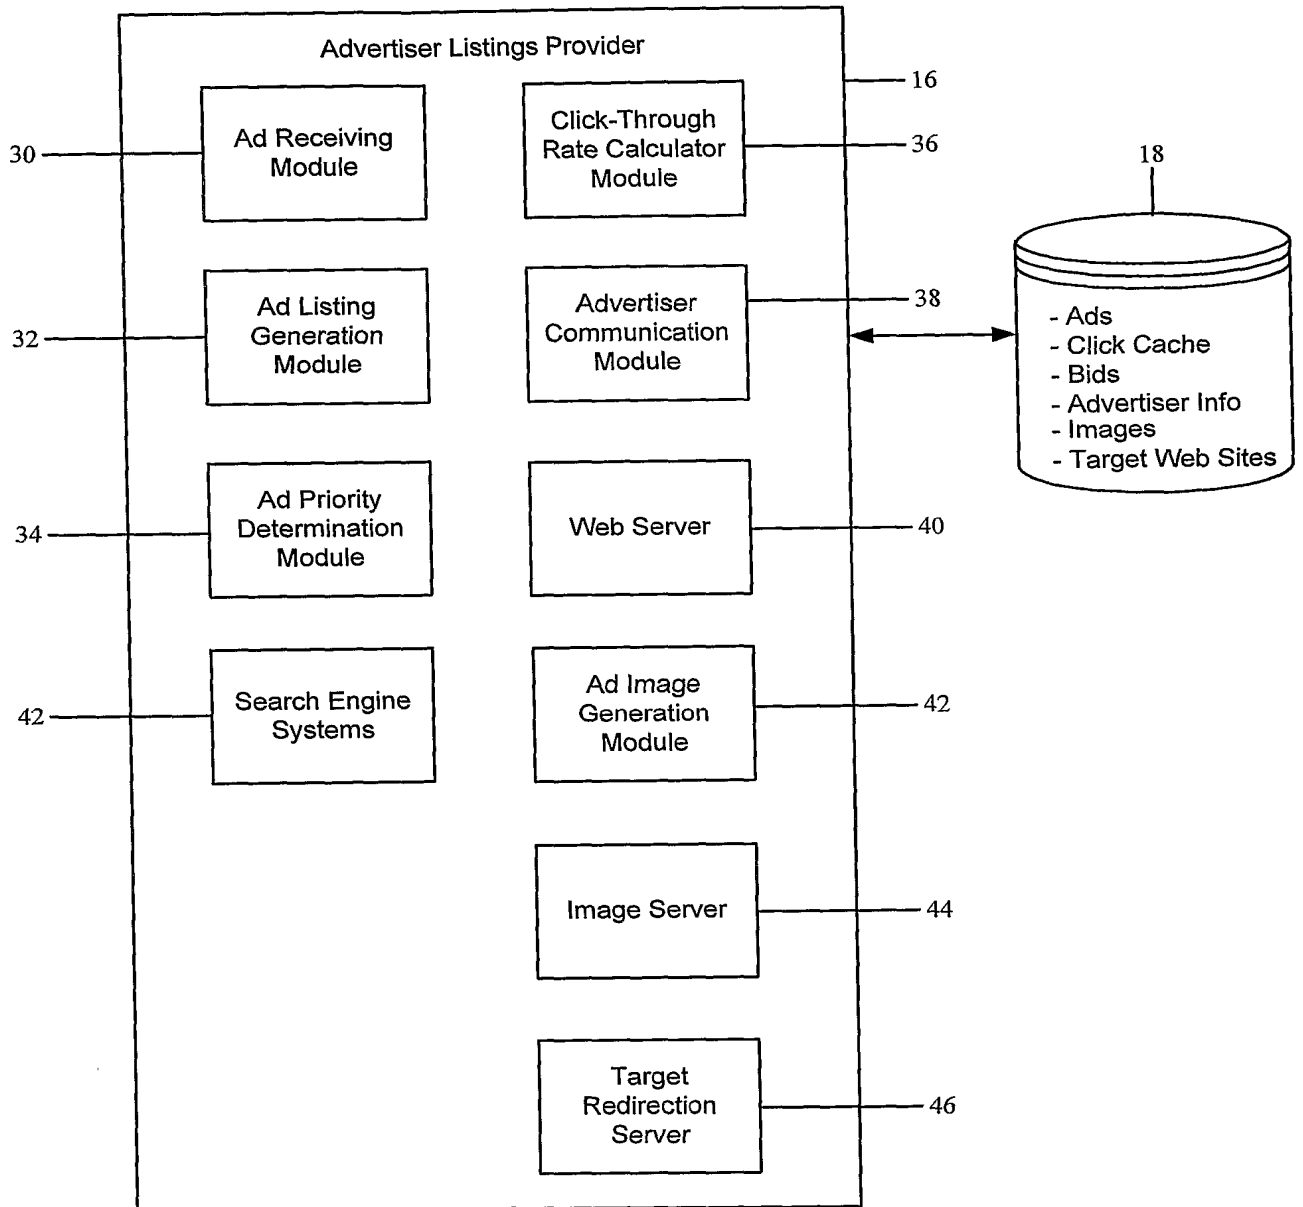 Advertiser Listings Provider
16
30
Ad Receiving
Module
Click-Through
Rate Calculator
Module
36
18
32
Ad Listing
Generation
Module
Advertiser
Communication
Module
38
- Ads
- Click Cache
- Bids
- Advertiser Info
- Images
- Target Web Sites
34
Ad Priority
Determination
Module
Web Server
40
42
Search Engine
Systems
Ad Image
Generation
Module
42
Image Server
44
Target
Redirection
Server
46